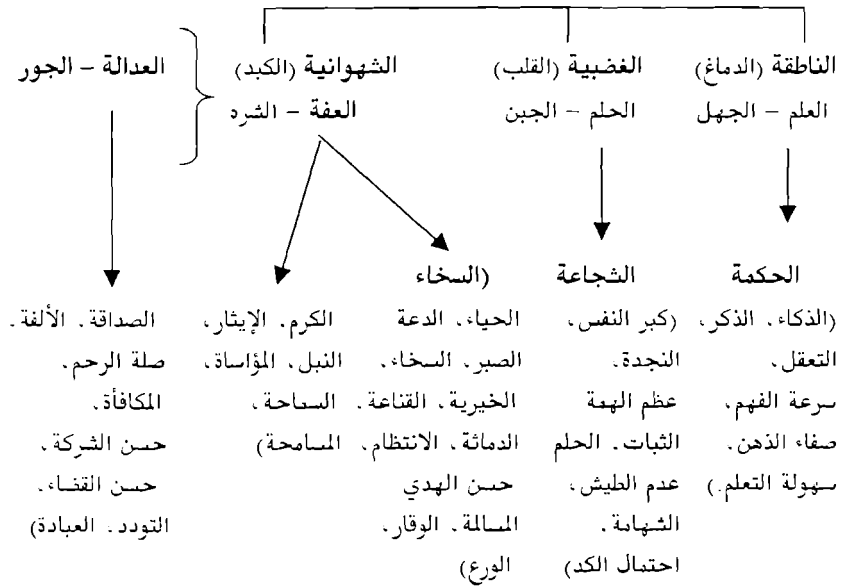 الناطقة (الدماغ) الغضبية (القلب) الشهوانية (الكبد) العدالة – الجور
العلم – الجهل الحلم – الجبن العفة – الشره
الحكمة
(الذكاء، الذكر،
التعقل،
سرعة الفهم،
صفاء الذهن،
سهولة التعلم.)
الشجاعة
(كبر النفس،
النجدة،
عظم الهمة
الثبات، الحلم
عدم الطيش،
الشهامة،
احتمال الكد)
(السخاء
الحياء، الدعة
الصبر، السخاء،
الخيرية، القناعة،
الدماثة، الانتظام،
حسن الهدي
المسالمة، الوقار،
الورع)
الكرم، الإيثار،
النبل، المؤاساة،
السماحة،
المسامحة)
الصداقة، الألفة،
صلة الرحم،
المكافأة،
حسن الشركة،
حسن القضاء،
التودد، العبادة)